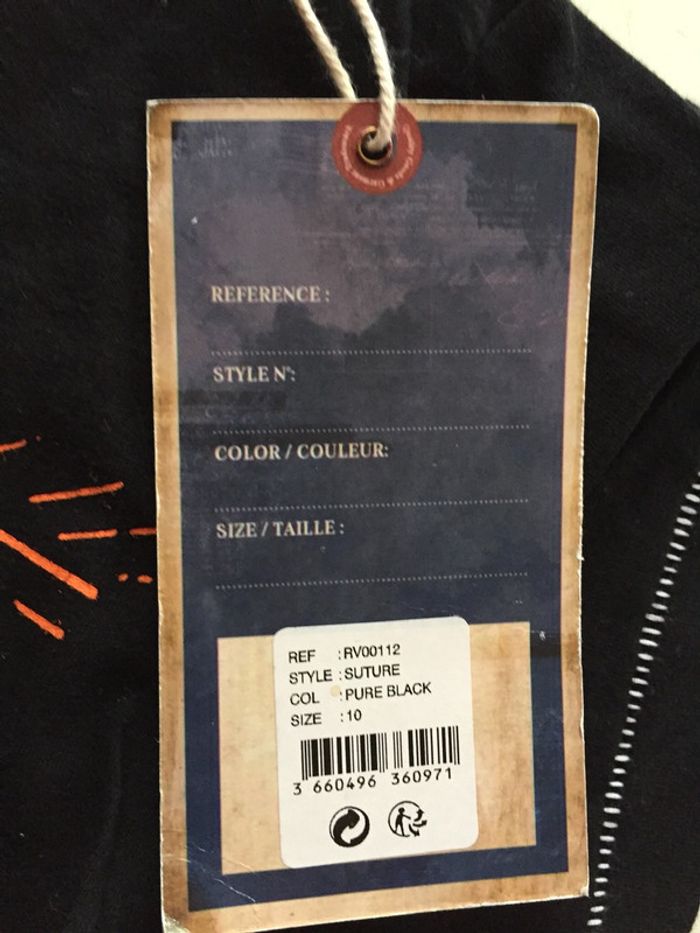 REFERENCE :
STYLE N°:
COLOR / COULEUR:
SIZE / TAILLE :
REF :RV00112
STYLE :SUTURE
COL :PURE BLACK
SIZE :10
3 660496 360971